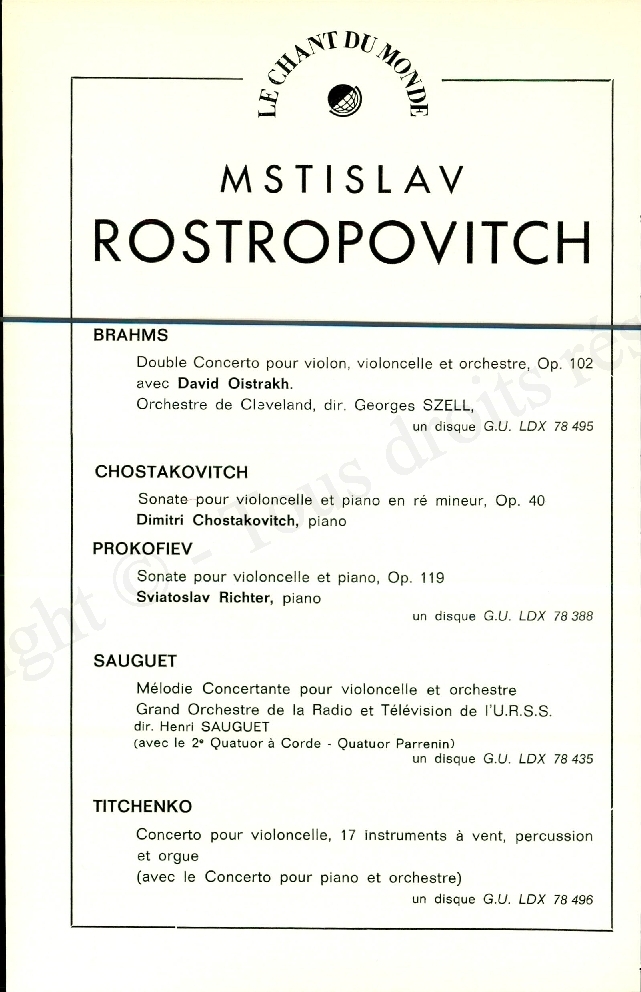 LE CHANT DU MONDE
MSTISLAV
ROSTROPOVITCH
BRAHMS
Double Concerto pour violon, violoncelle et orchestre, Op. 102
avec David Oistrakh.
Orchestre de Cleveland, dir. Georges SZELL,
un disque G.U. LDX 78 495
CHOSTAKOVITCH
Sonate pour violoncelle et piano en ré mineur, Op. 40
Dimitri Chostakovitch, piano
PROKOFIEV
Sonate pour violoncelle et piano, Op. 119
Sviatoslav Richter, piano
un disque G.U. LDX 78 388
SAUGUET
Mélodie Concertante pour violoncelle et orchestre
Grand Orchestre de la Radio et Télévision de l'U.R.S.S.
dir. Henri SAUGUET
(avec le 2e Quatuor à Corde - Quatuor Parrenin)
un disque G.U. LDX 78 435
TITCHENKO
Concerto pour violoncelle, 17 instruments à vent, percussion
et orgue
(avec le Concerto pour piano et orchestre)
un disque G.U. LDX 78 496
ight © - Tous droits rés